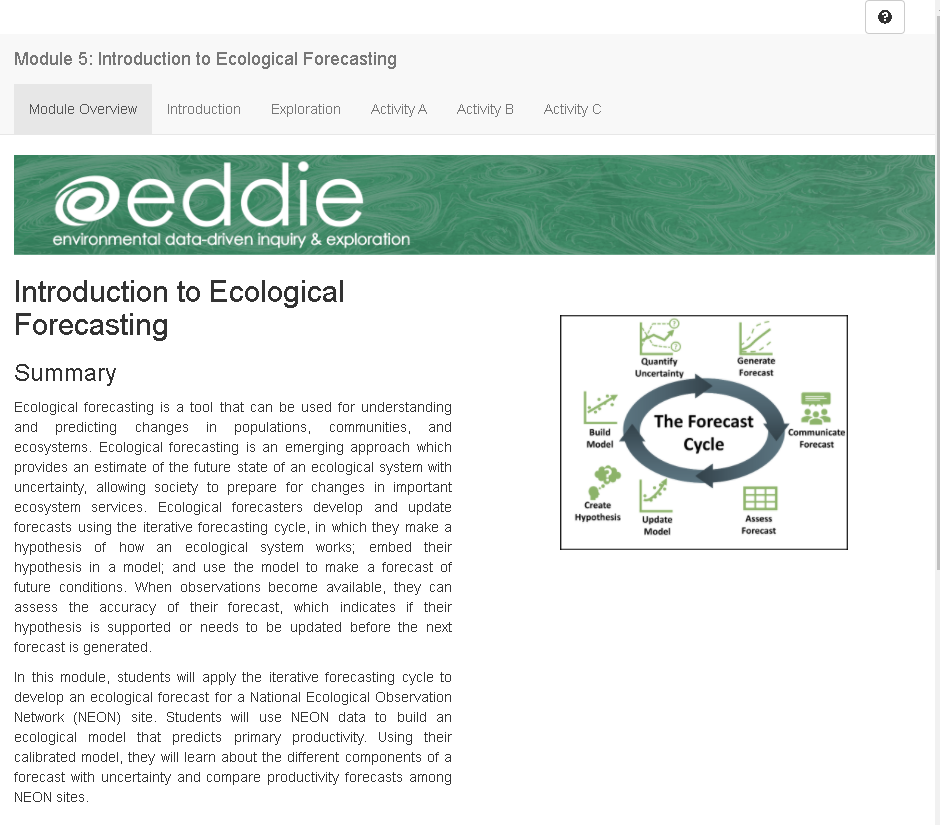 Module 5: Introduction to Ecological Forecasting
Module Overview
Introduction
Exploration
Activity A
Activity B
Activity C
eddie
environmental data-driven inquiry & exploration
Introduction to Ecological
Forecasting
Summary
Ecological forecasting is a tool that can be used for understanding
and predicting changes in populations, communities, and
ecosystems. Ecological forecasting is an emerging approach which
provides an estimate of the future state of an ecological system with
uncertainty, allowing society to prepare for changes in important
ecosystem services. Ecological forecasters develop and update
forecasts using the iterative forecasting cycle, in which they make a
hypothesis of how an ecological system works; embed their
hypothesis in a model; and use the model to make a forecast of
future conditions. When observations become available, they can
assess the accuracy of their forecast, which indicates if their
hypothesis is supported or needs to be updated before the next
forecast is generated.
In this module, students will apply the iterative forecasting cycle to
develop an ecological forecast for a National Ecological Observation
Network (NEON) site. Students will use NEON data to build an
ecological model that predicts primary productivity. Using their
calibrated model, they will learn about the different components of a
forecast with uncertainty and compare productivity forecasts among
NEON sites.
Quantify
Uncertainty
Generate
Forecast
Build
Model
The Forecast
Cycle
Communicate
Forecast
Create
Hypothesis
Update
Model
Assess
Forecast